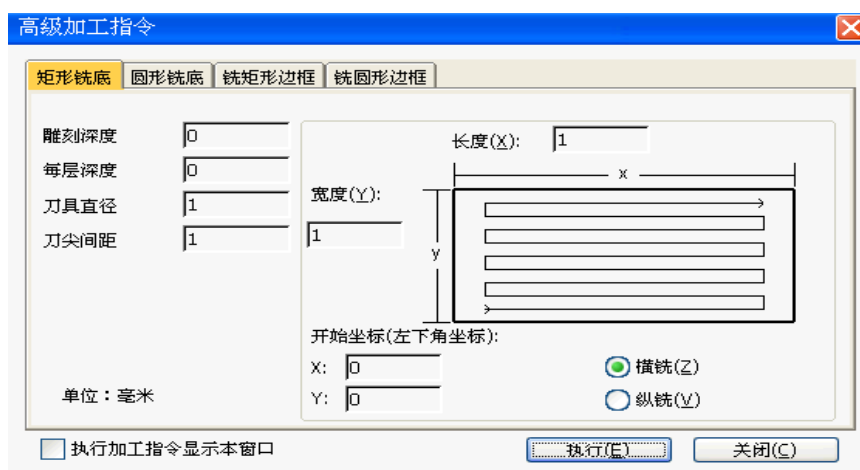 高级加工指令
矩形铣底 圆形铣底 铣矩形边框 铣圆形边框
雕刻深度 0
每层深度 0
刀具直径 1
刀尖间距 1
单位：毫米
长度(X): 1
x
宽度(Y):
1
y
开始坐标(左下角坐标):
X: 0
Y: 0
横铣(Z)
纵铣(V)
执行加工指令显示本窗口
执行(E) 关闭(C)